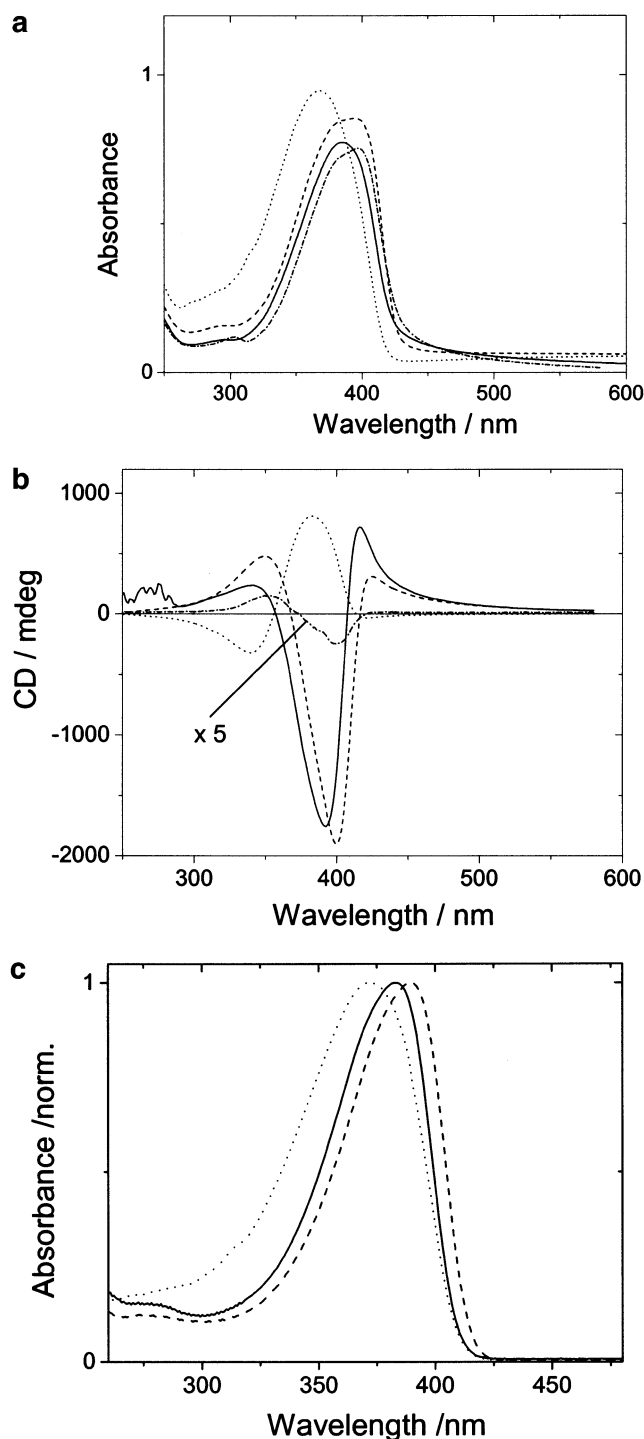 a
1
Absorbance
0
300 400 500 600
Wavelength / nm
b
1000
0
CD / mdeg
x 5
-1000
-2000
300 400 500 600
Wavelength / nm
c
1
Absorbance /norm.
1
300 350 400 450
Wavelength /nm